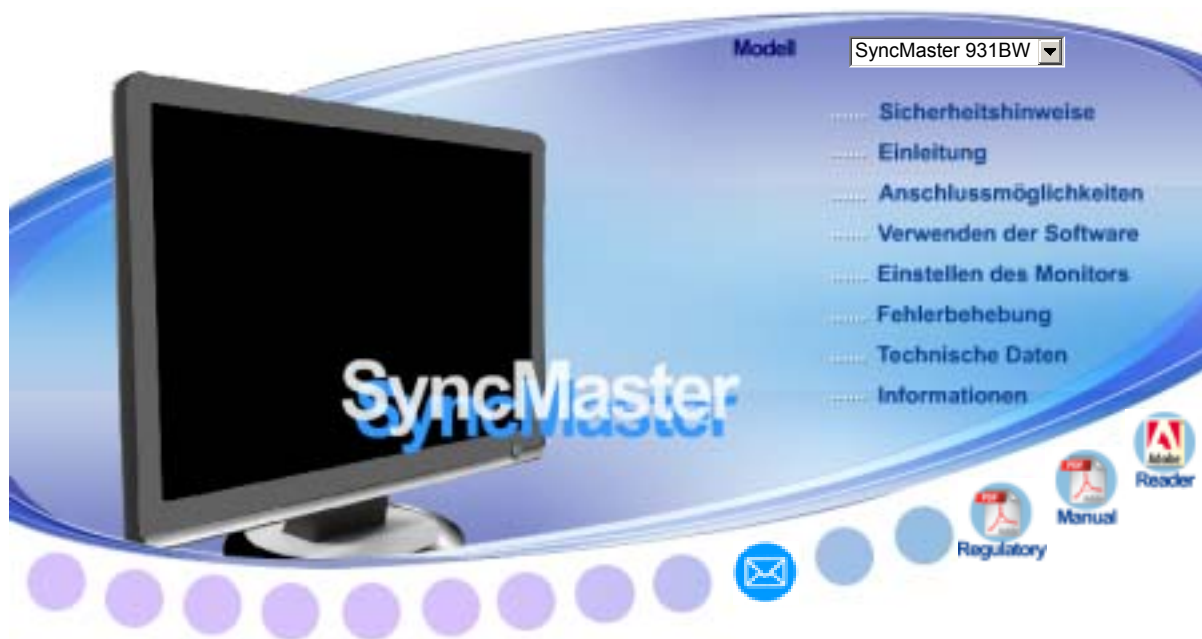 Modell SyncMaster 931BW
Sicherheitshinweise
Einleitung
Anschlussmöglichkeiten
Verwenden der Software
Einstellen des Monitors
Fehlerbehebung
Technische Daten
Informationen
SyncMaster
SyncMaster
Adobe
Reader
PDF
Manual
PDF
Regulatory